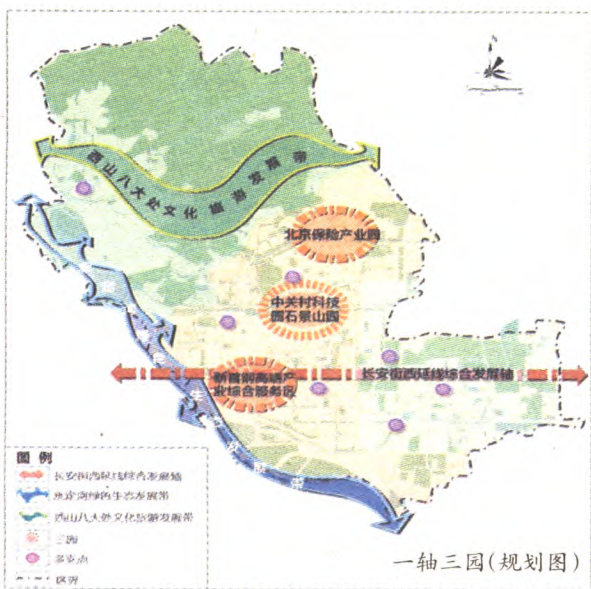 西山八大处文化旅游发展带
北京保险产业园
中关村科技
园石景山园
新首钢高端产
业综合服务区
长安街西延线综合发展轴
图 例
长安街西延线综合发展轴
永定河绿色生态发展带
西山八大处文化旅游发展带
三园
多支点
区界
一轴三园(规划图)